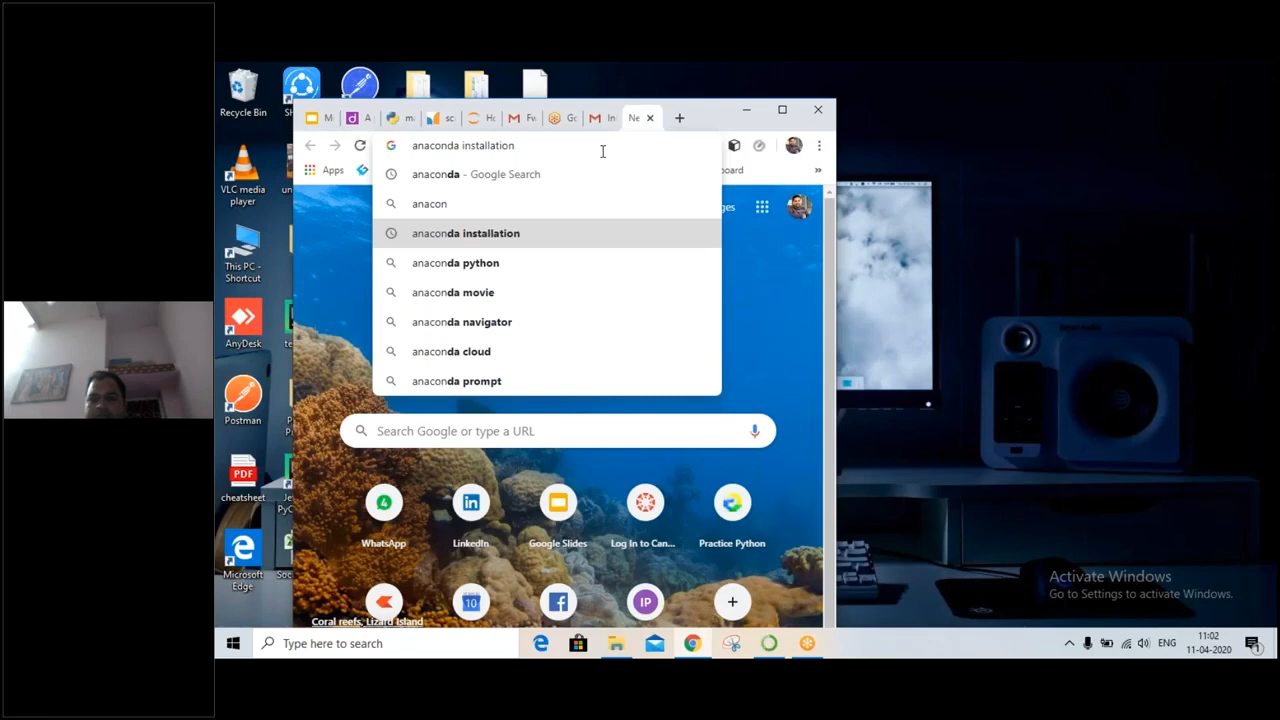 Recycle Bin
VLC media
player
This PC -
Shortcut
AnyDesk
Postman
cheatsheet
Microsoft
Edge
anaconda installation
anaconda - Google Search
anacon
anaconda installation
anaconda python
anaconda movie
anaconda navigator
anaconda cloud
anaconda prompt
Apps
Search Google or type a URL
WhatsApp
LinkedIn
Google Slides
Log In to Can...
Practice Python
IP
Coral reefs, Lizard Island
Activate Windows
Go to Settings to activate Windows.
Type here to search
ENG
11:02
11-04-2020